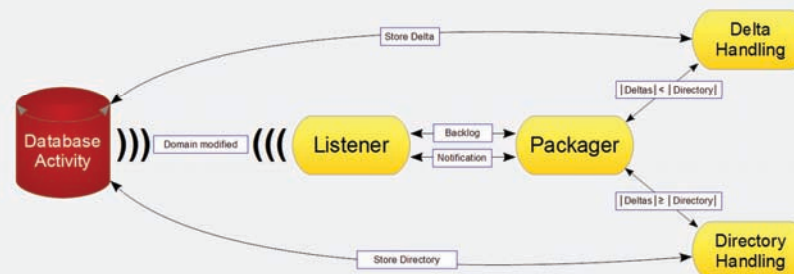 Store Delta
Delta
Handling
|Deltas| < |Directory|
Database
Activity
)))
Domain modified
(((
Listener
Backlog
Notification
Packager
|Deltas| ≥ |Directory|
Store Directory
Directory
Handling